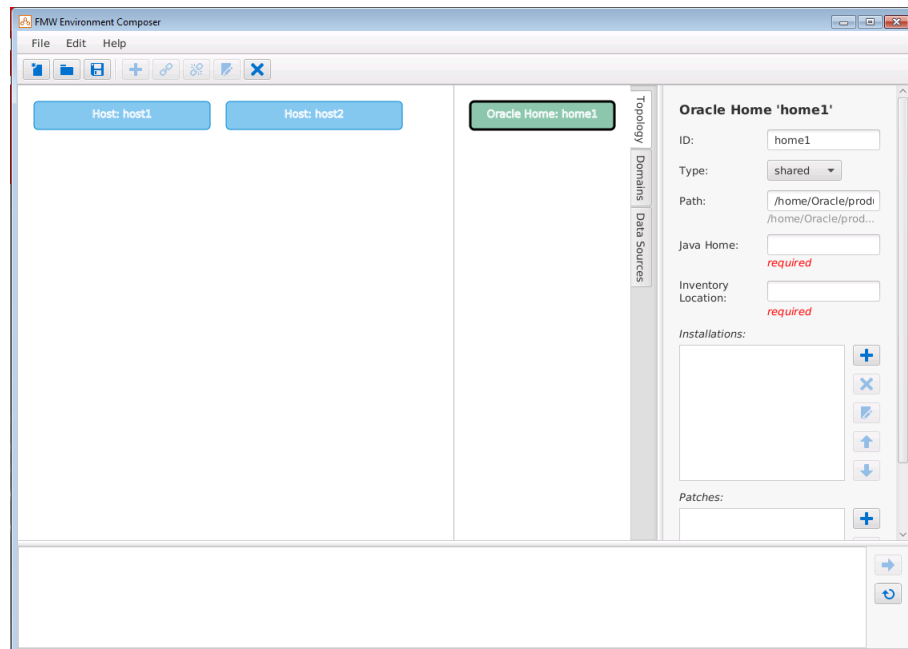 FMW Environment Composer
File Edit Help
Host: host1 Host: host2 Oracle Home: home1
Topology
Domains
Data Sources
Oracle Home 'home1'
ID: home1
Type: shared
Path: /home/Oracle/prod
/home/Oracle/prod...
Java Home:
required
Inventory
Location:
required
Installations:
Patches: